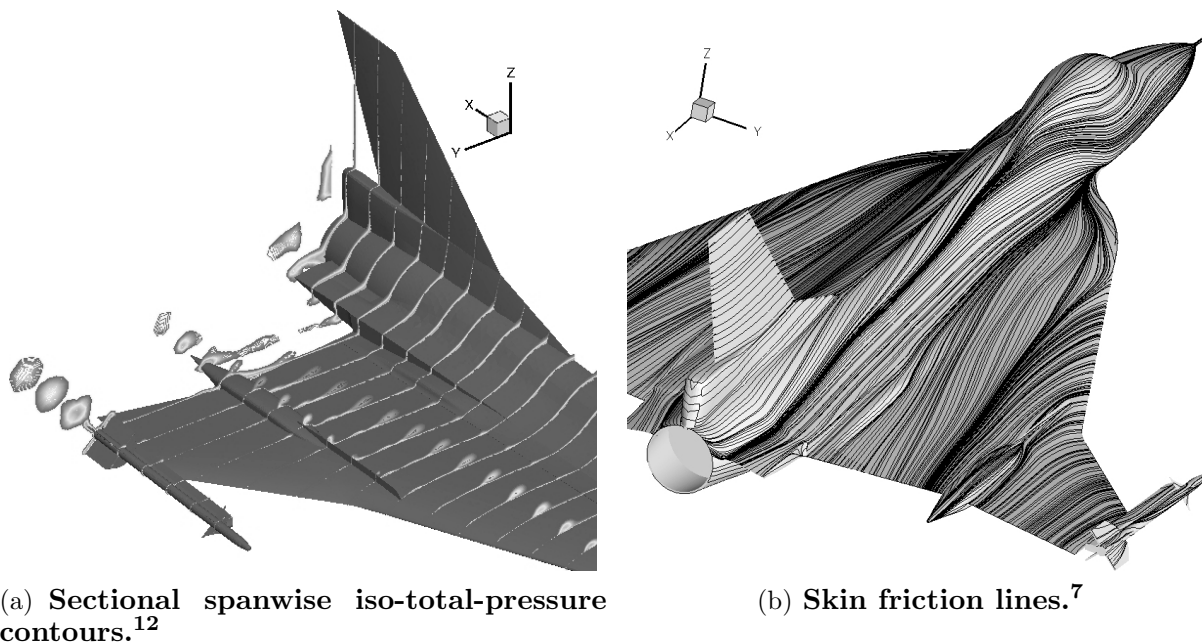 Z
X
Y
Z
X
Y
(a) Sectional spanwise iso-total-pressure
contours.12
(b) Skin friction lines.7